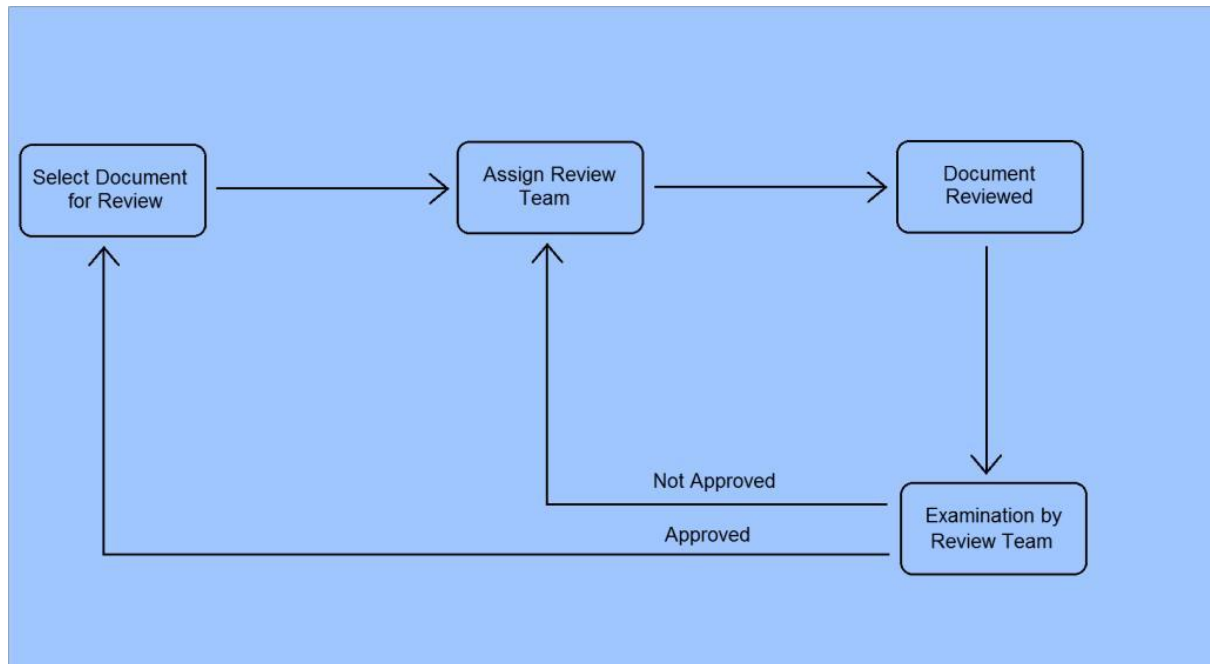 Select Document
for Review
Assign Review
Team
Document
Reviewed
Not Approved
Approved
Examination by
Review Team